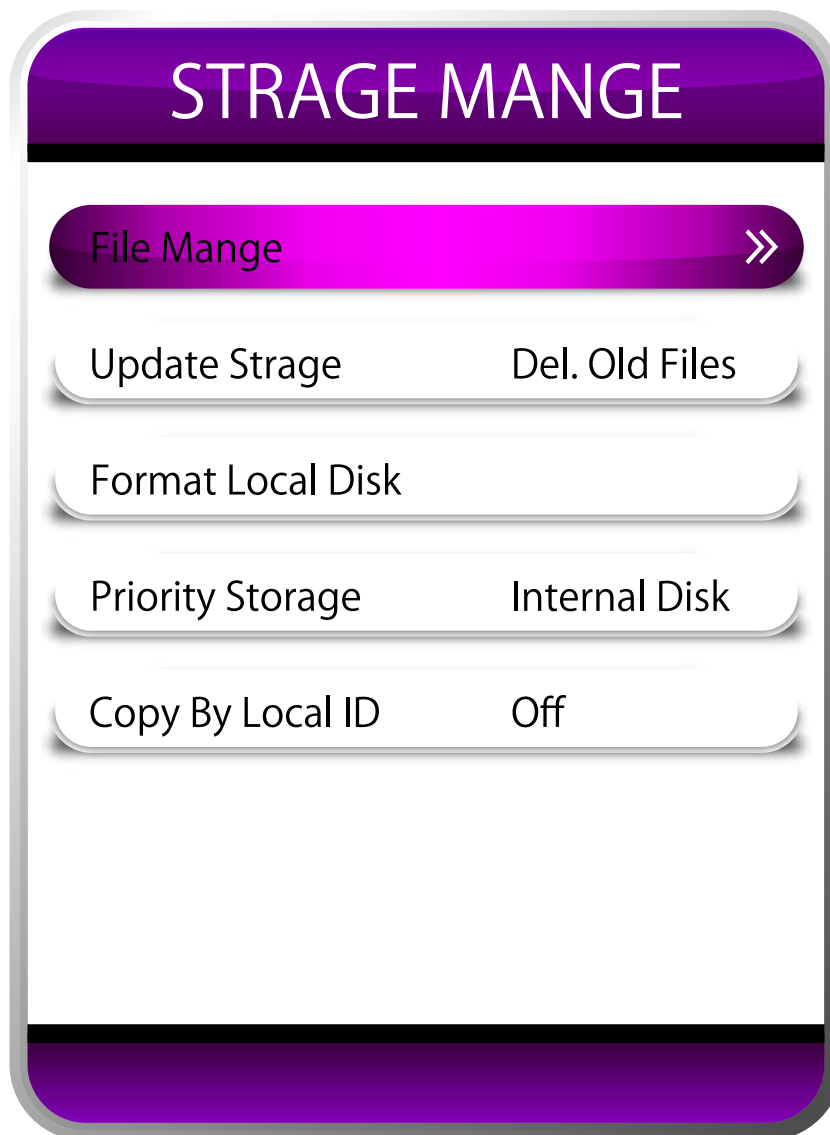 STRAGE MANGE
File Mange
Update Strage Del. Old Files
Format Local Disk
Priority Storage Internal Disk
Copy By Local ID Off